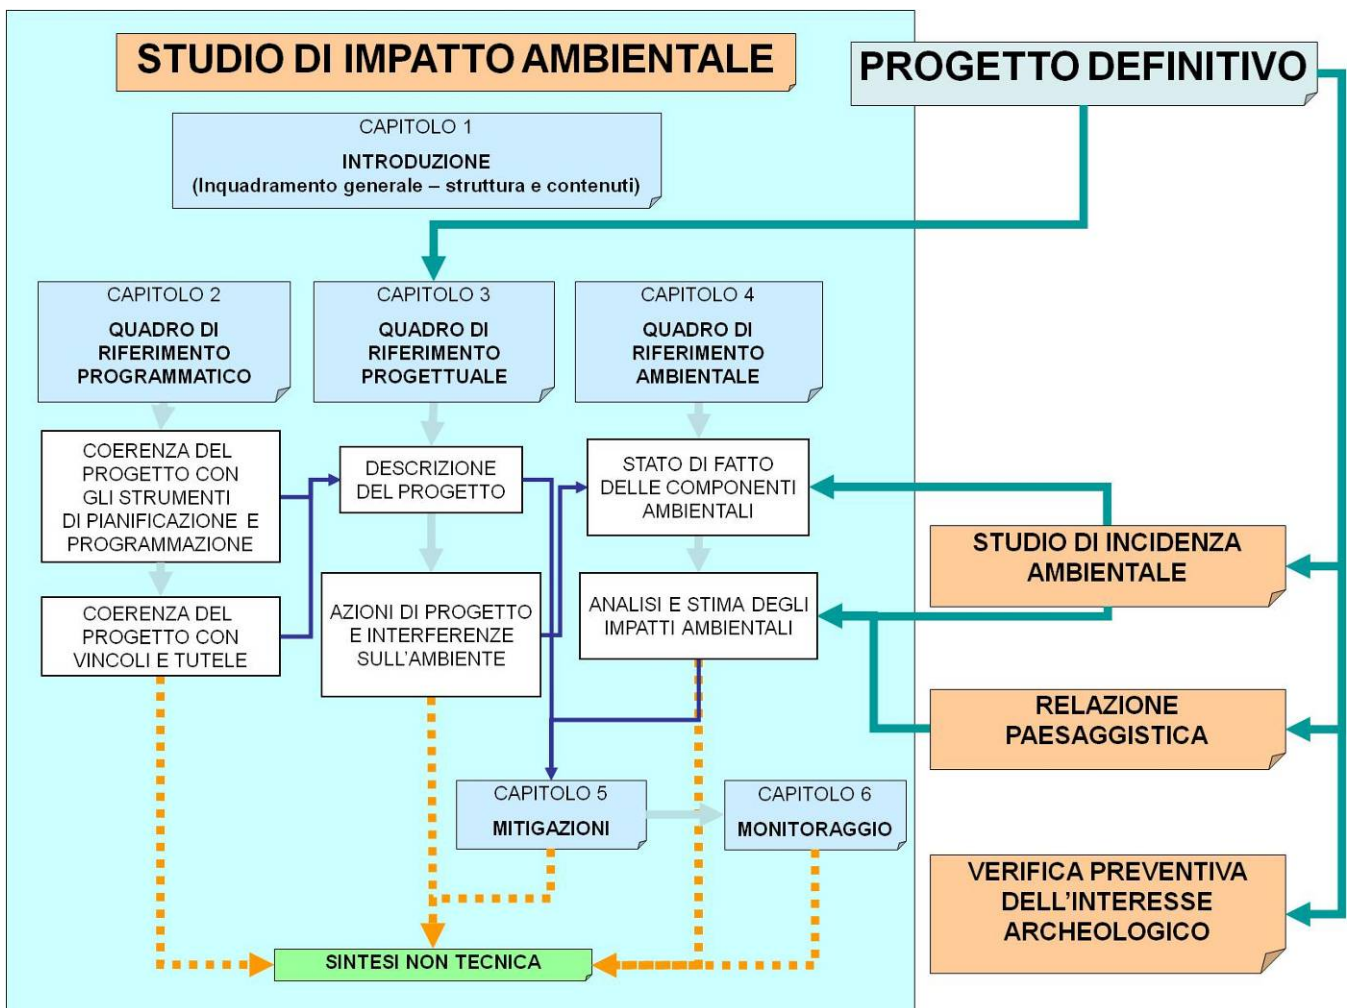 STUDIO DI IMPATTO AMBIENTALE
PROGETTO DEFINITIVO
CAPITOLO 1
INTRODUZIONE
(Inquadramento generale – struttura e contenuti)
CAPITOLO 2
QUADRO DI
RIFERIMENTO
PROGRAMMATICO
CAPITOLO 3
QUADRO DI
RIFERIMENTO
PROGETTUALE
CAPITOLO 4
QUADRO DI
RIFERIMENTO
AMBIENTALE
COERENZA DEL
PROGETTO CON
GLI STRUMENTI
DI PIANIFICAZIONE E
PROGRAMMAZIONE
DESCRIZIONE
DEL PROGETTO
STATO DI FATTO
DELLE COMPONENTI
AMBIENTALI
STUDIO DI INCIDENZA
AMBIENTALE
COERENZA DEL
PROGETTO CON
VINCOLI E TUTELE
AZIONI DI PROGETTO
E INTERFERENZE
SULL'AMBIENTE
ANALISI E STIMA DEGLI
IMPATTI AMBIENTALI
RELAZIONE
PAESAGGISTICA
CAPITOLO 5
MITIGAZIONI
CAPITOLO 6
MONITORAGGIO
VERIFICA PREVENTIVA
DELL'INTERESSE
ARCHEOLOGICO
SINTESI NON TECNICA